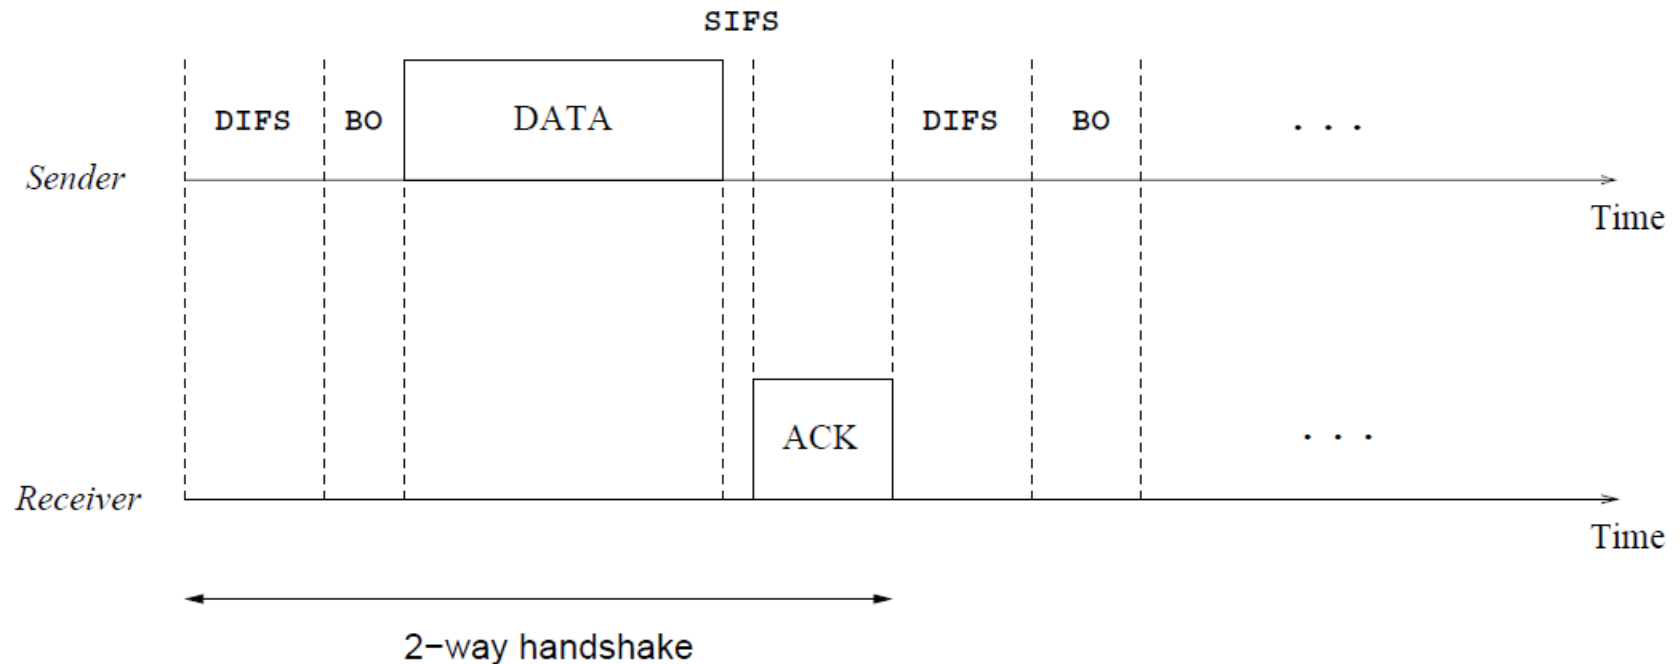 SIFS
DIFS BO DATA DIFS BO . . .
Sender
Time
ACK . . .
Receiver
Time
2-way handshake